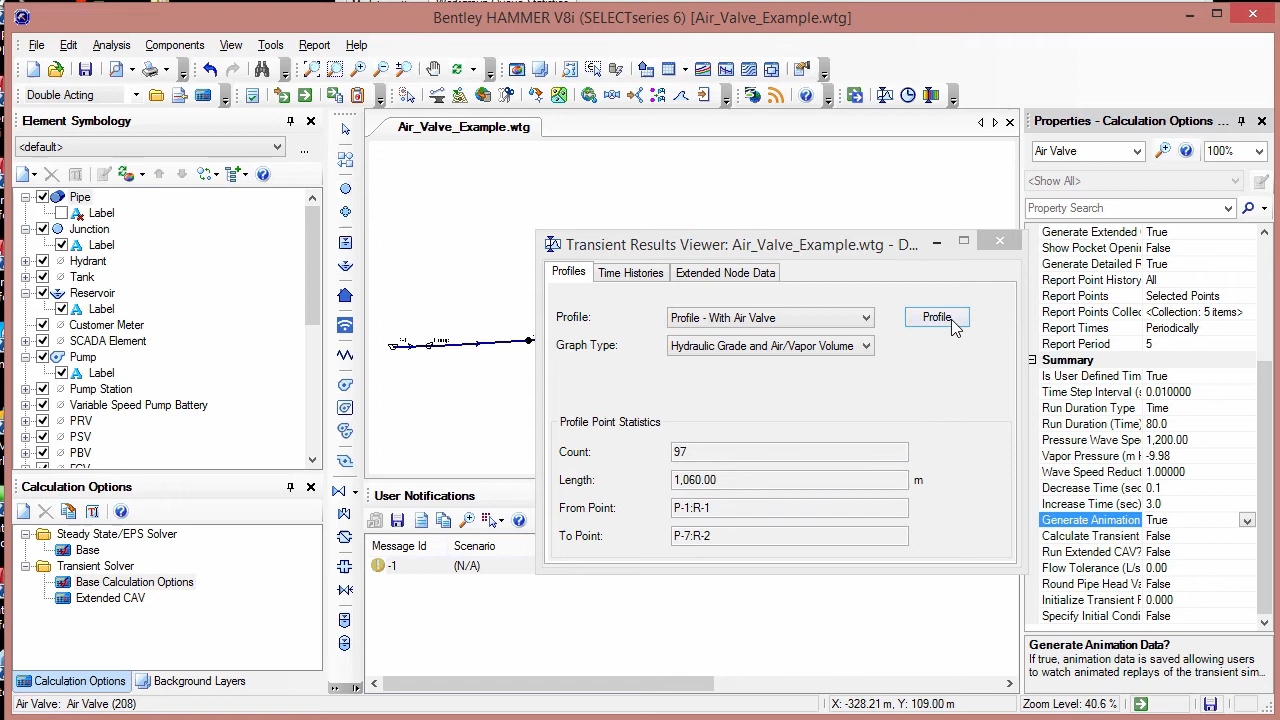 Bentley HAMMER V8i (SELECTseries 6) [Air_Valve_Example.wtg]
File Edit Analysis Components View Tools Report Help
Double Acting
Element Symbology
<default>
...
Pipe
Label
Junction
Label
Hydrant
Tank
Reservoir
Label
Customer Meter
SCADA Element
Pump
Label
Pump Station
Variable Speed Pump Battery
PRV
PSV
PBV
Calculation Options
Steady State/EPS Solver
Base
Transient Solver
Base Calculation Options
Extended CAV
Calculation Options Background Layers
Air Valve: Air Valve (208)
Air_Valve_Example.wtg
User Notifications
Message Id Scenario
-1 (N/A)
Transient Results Viewer: Air_Valve_Example.wtg - D...
Profiles Time Histories Extended Node Data
Profile: Profile - With Air Valve Profile
Graph Type: Hydraulic Grade and Air/Vapor Volume
Profile Point Statistics
Count: 97
Length: 1,060.00 m
From Point: P-1:R-1
To Point: P-7:R-2
Properties - Calculation Options ...
Air Valve 100%
<Show All>
Property Search
Generate Extended True
Show Pocket Openi False
Generate Detailed R True
Report Point History All
Report Points Selected Points
Report Points Collec <Collection: 5 items>
Report Times Periodically
Report Period 5
Summary
Is User Defined Tim True
Time Step Interval (s 0.010000
Run Duration Type Time
Run Duration (Time) 80.0
Pressure Wave Spe 1,200.00
Vapor Pressure (m H -9.98
Wave Speed Reduct 1.00000
Decrease Time (sec 0.1
Increase Time (sec) 3.0
Generate Animation True
Calculate Transient False
Run Extended CAV? False
Flow Tolerance (L/s 0.00
Round Pipe Head Va False
Initialize Transient F 0.000
Specify Initial Condi False
Generate Animation Data?
If true, animation data is saved allowing users
to watch animated replays of the transient sim...
X: -328.21 m, Y: 109.00 m Zoom Level: 40.6 %